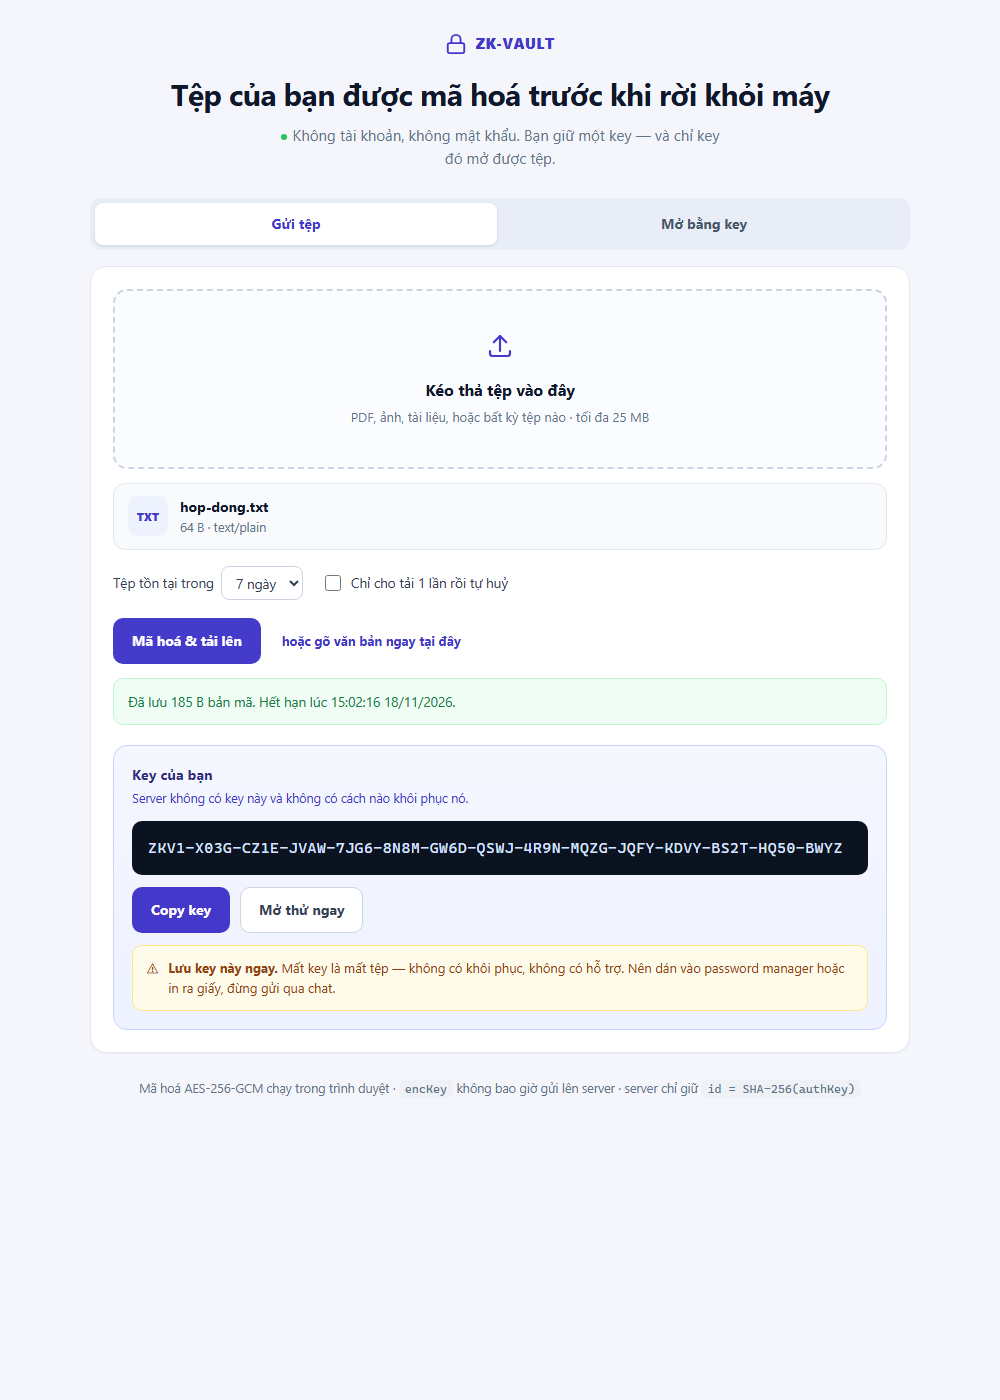 ZK-VAULT
Tệp của bạn được mã hoá trước khi rời khỏi máy
Không tài khoản, không mật khẩu. Bạn giữ một key — và chỉ key
đó mở được tệp.
Gửi tệp
Mở bằng key
Kéo thả tệp vào đây
PDF, ảnh, tài liệu, hoặc bất kỳ tệp nào · tối đa 25 MB
TXT
hop-dong.txt
64 B · text/plain
Tệp tồn tại trong
7 ngày
Chỉ cho tải 1 lần rồi tự huỷ
Mã hoá & tải lên
hoặc gõ văn bản ngay tại đây
Đã lưu 185 B bản mã. Hết hạn lúc 15:02:16 18/11/2026.
Key của bạn
Server không có key này và không có cách nào khôi phục nó.
ZKV1-X03G-CZ1E-JVAW-7JG6-8N8M-GW6D-QSWJ-4R9N-MQZG-JQFY-KDVY-BS2T-HQ50-BWYZ
Copy key
Mở thử ngay
⚠ Lưu key này ngay. Mất key là mất tệp — không có khôi phục, không có hỗ trợ. Nên dán vào password manager hoặc
in ra giấy, đừng gửi qua chat.
Mã hoá AES-256-GCM chạy trong trình duyệt · encKey không bao giờ gửi lên server · server chỉ giữ id = SHA-256(authKey)